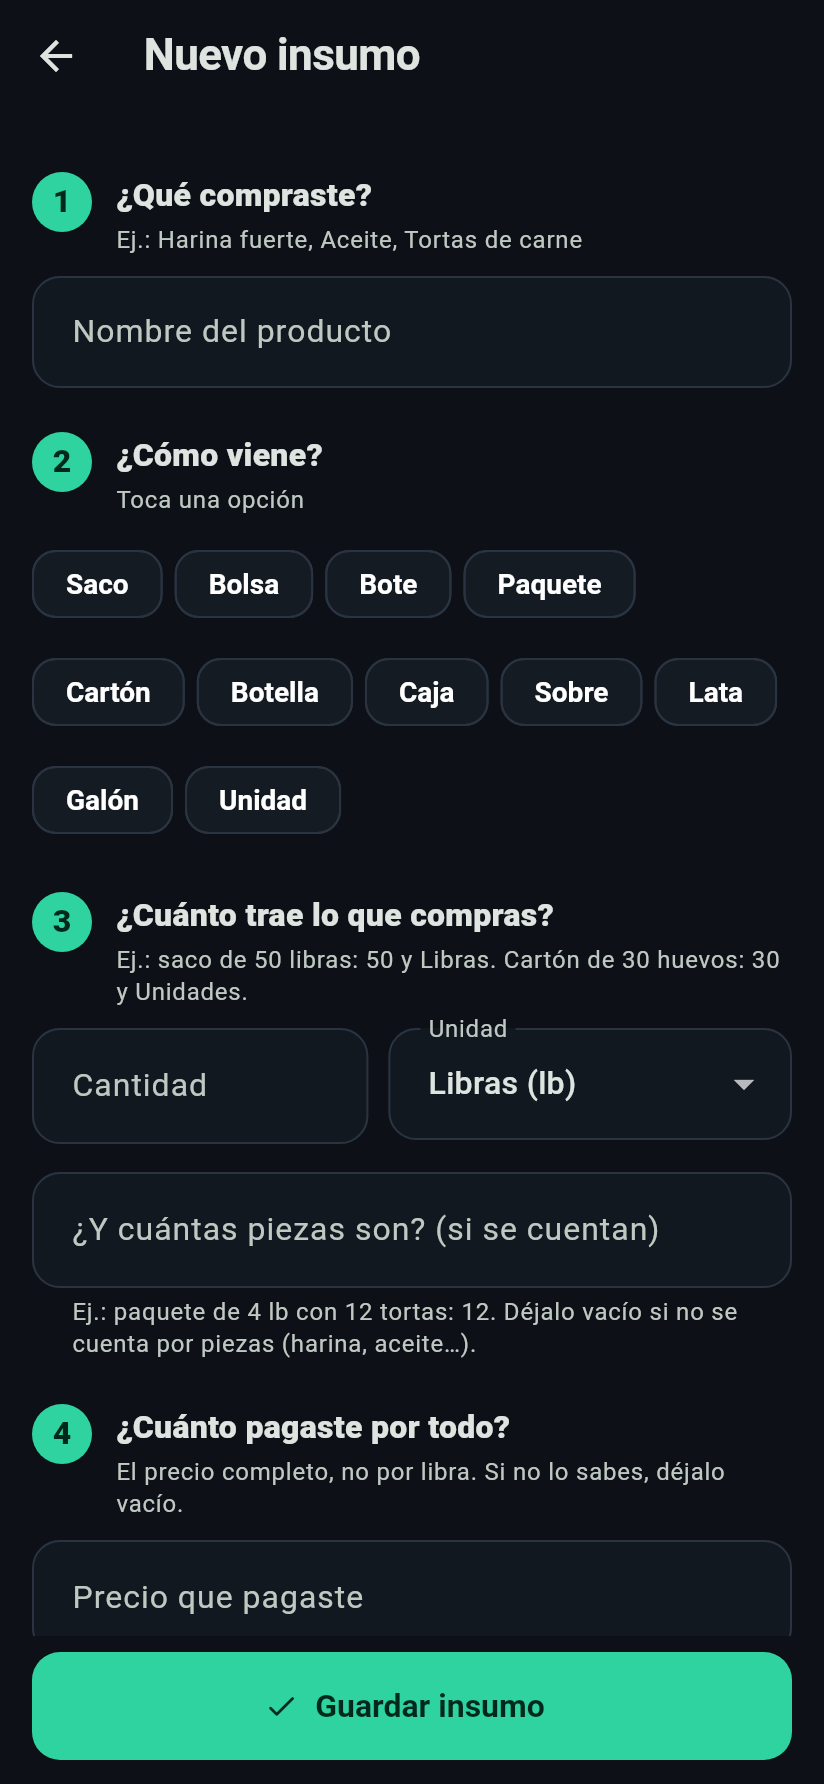 Nuevo insumo
1 ¿Qué compraste?
Ej.: Harina fuerte, Aceite, Tortas de carne
Nombre del producto
2 ¿Cómo viene?
Toca una opción
Saco Bolsa Bote Paquete
Cartón Botella Caja Sobre Lata
Galón Unidad
3 ¿Cuánto trae lo que compras?
Ej.: saco de 50 libras: 50 y Libras. Cartón de 30 huevos: 30
y Unidades.
Unidad
Cantidad Libras (lb)
¿Y cuántas piezas son? (si se cuentan)
Ej.: paquete de 4 lb con 12 tortas: 12. Déjalo vacío si no se
cuenta por piezas (harina, aceite…).
4 ¿Cuánto pagaste por todo?
El precio completo, no por libra. Si no lo sabes, déjalo
vacío.
Precio que pagaste
Guardar insumo